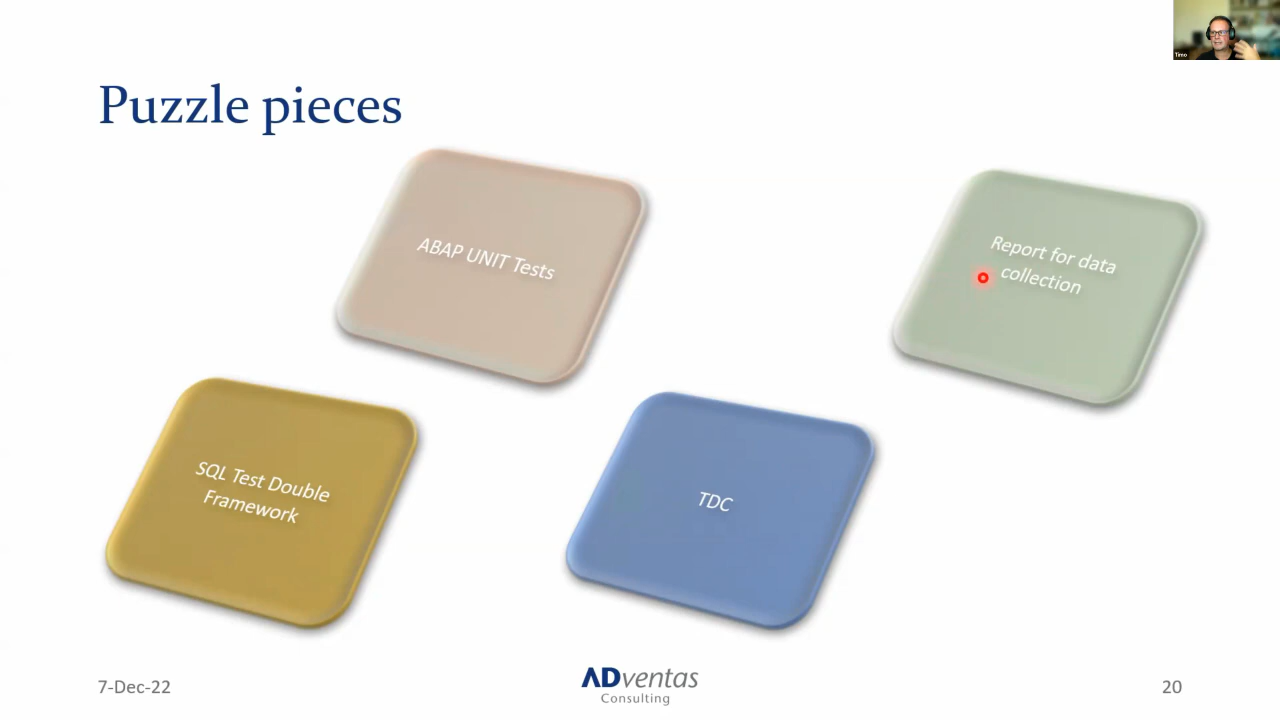 Timo
Puzzle pieces
ABAP UNIT Tests
Report for data
collection
SQL Test Double
Framework
TDC
7-Dec-22
ADventas
Consulting
20